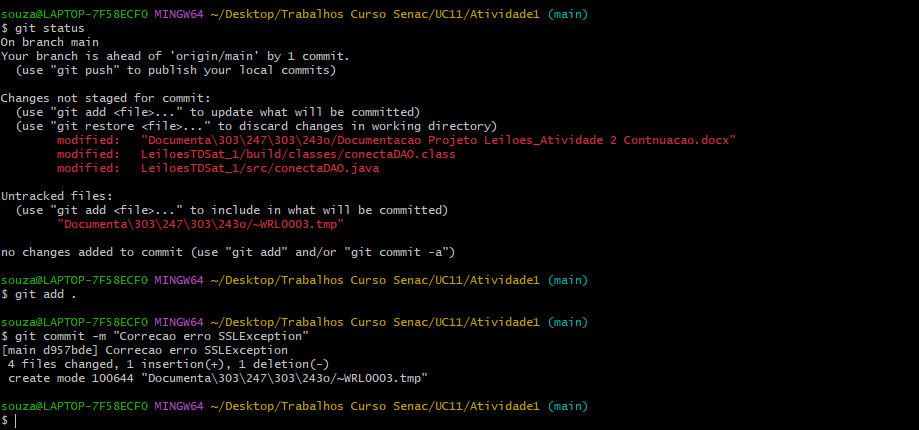 souza@LAPTOP-7F58ECF0 MINGW64 ~/Desktop/Trabalhos Curso Senac/UC11/Atividade1 (main)
$ git status
On branch main
Your branch is ahead of 'origin/main' by 1 commit.
  (use "git push" to publish your local commits)

Changes not staged for commit:
  (use "git add <file>..." to update what will be committed)
  (use "git restore <file>..." to discard changes in working directory)
        modified:   "Documenta\303\247\303\243o/Documentacao Projeto Leiloes_Atividade 2 Contnuacao.docx"
        modified:   LeiloesTDSat_1/build/classes/conectaDAO.class
        modified:   LeiloesTDSat_1/src/conectaDAO.java

Untracked files:
  (use "git add <file>..." to include in what will be committed)
        "Documenta\303\247\303\243o/~WRL0003.tmp"

no changes added to commit (use "git add" and/or "git commit -a")

souza@LAPTOP-7F58ECF0 MINGW64 ~/Desktop/Trabalhos Curso Senac/UC11/Atividade1 (main)
$ git add .

souza@LAPTOP-7F58ECF0 MINGW64 ~/Desktop/Trabalhos Curso Senac/UC11/Atividade1 (main)
$ git commit -m "Correcao erro SSLException"
[main d957bde] Correcao erro SSLException
 4 files changed, 1 insertion(+), 1 deletion(-)
 create mode 100644 "Documenta\303\247\303\243o/~WRL0003.tmp"

souza@LAPTOP-7F58ECF0 MINGW64 ~/Desktop/Trabalhos Curso Senac/UC11/Atividade1 (main)
$